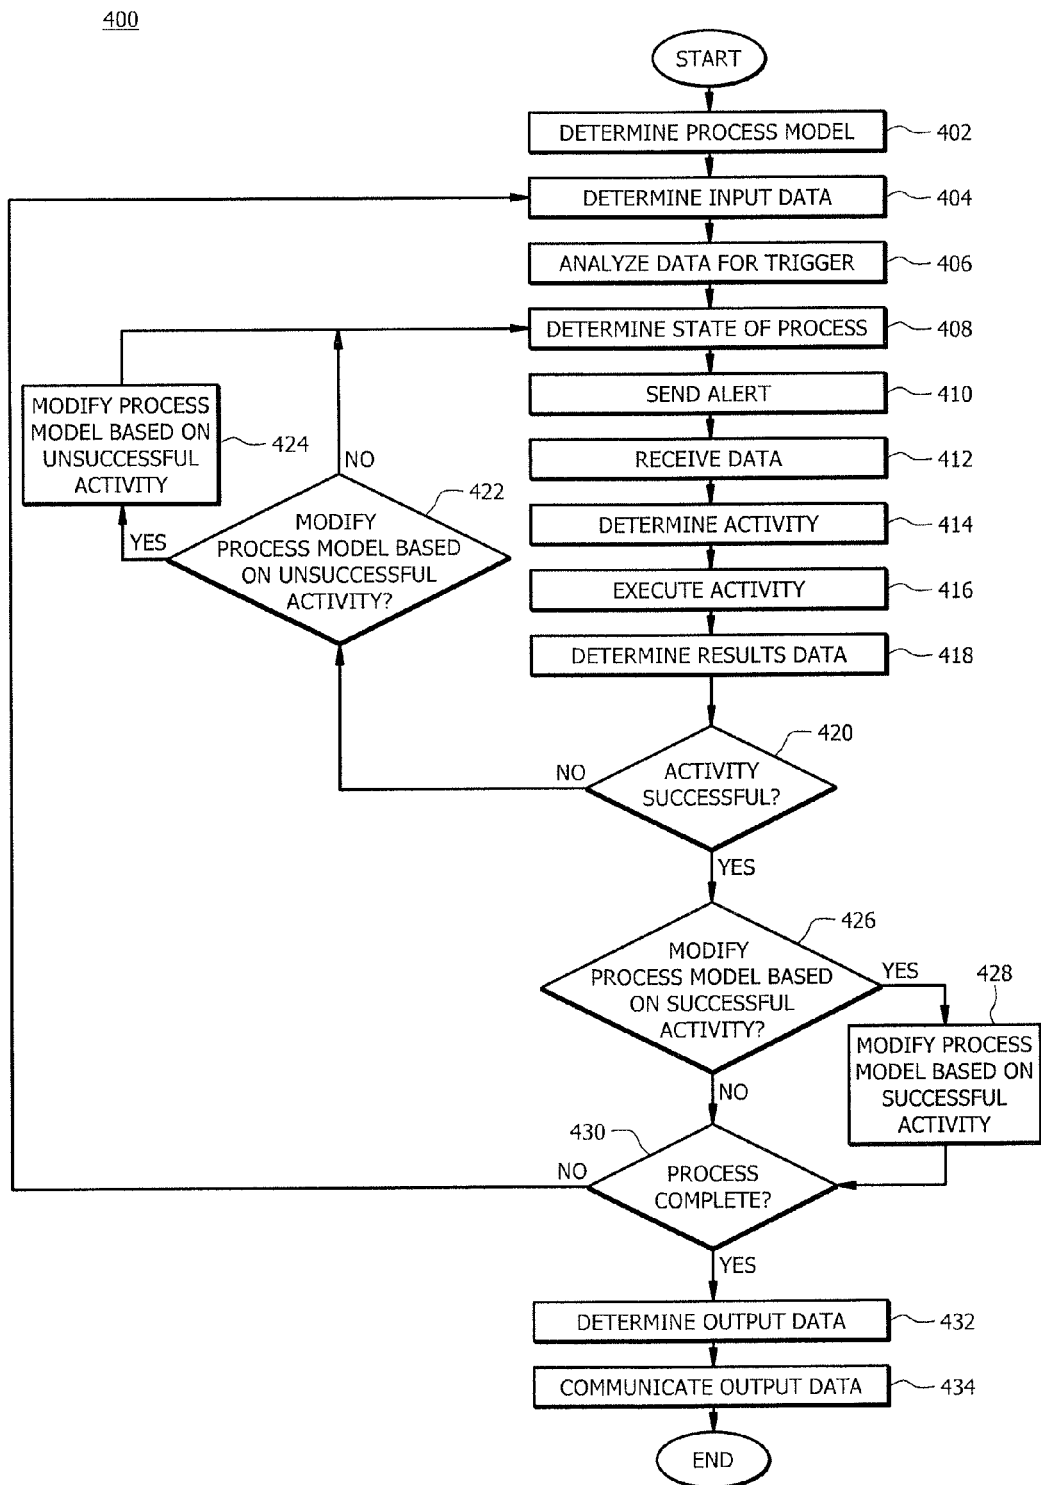 400
START
DETERMINE PROCESS MODEL
402
DETERMINE INPUT DATA
404
ANALYZE DATA FOR TRIGGER
406
DETERMINE STATE OF PROCESS
408
SEND ALERT
410
RECEIVE DATA
412
DETERMINE ACTIVITY
414
EXECUTE ACTIVITY
416
DETERMINE RESULTS DATA
418
ACTIVITY
SUCCESSFUL?
420
NO
YES
MODIFY
PROCESS MODEL BASED
ON UNSUCCESSFUL
ACTIVITY?
422
NO
YES
MODIFY PROCESS
MODEL BASED ON
UNSUCCESSFUL
ACTIVITY
424
MODIFY
PROCESS MODEL BASED
ON SUCCESSFUL
ACTIVITY?
426
YES
NO
428
MODIFY PROCESS
MODEL BASED ON
SUCCESSFUL
ACTIVITY
430
PROCESS
COMPLETE?
NO
YES
DETERMINE OUTPUT DATA
432
COMMUNICATE OUTPUT DATA
434
END